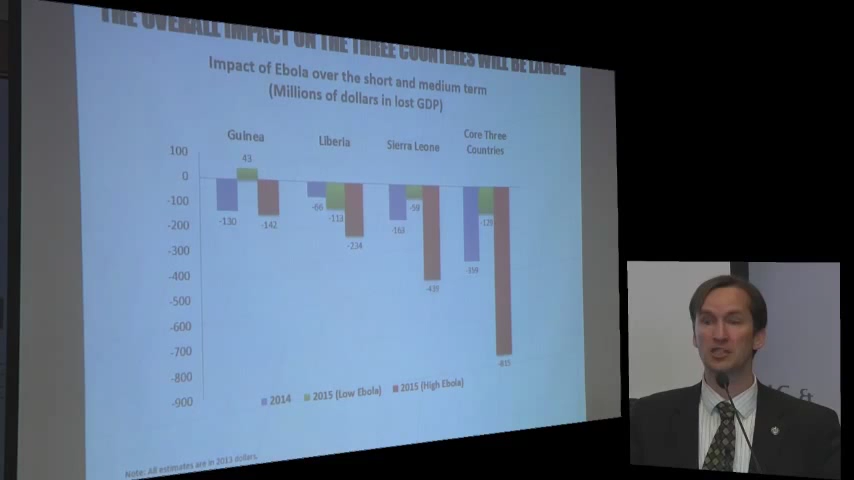 THE OVERALL IMPACT ON THE THREE COUNTRIES WILL BE LARGE
Impact of Ebola over the short and medium term
(Millions of dollars in lost GDP)
Guinea
Liberia
Sierra Leone
Core Three
Countries
100
0
-100
-200
-300
-400
-500
-600
-700
-800
-900
43
-130
-142
-66
-113
-234
-163
-59
-439
-359
-129
-815
2014
2015 (Low Ebola)
2015 (High Ebola)
Note: All estimates are in 2013 dollars.